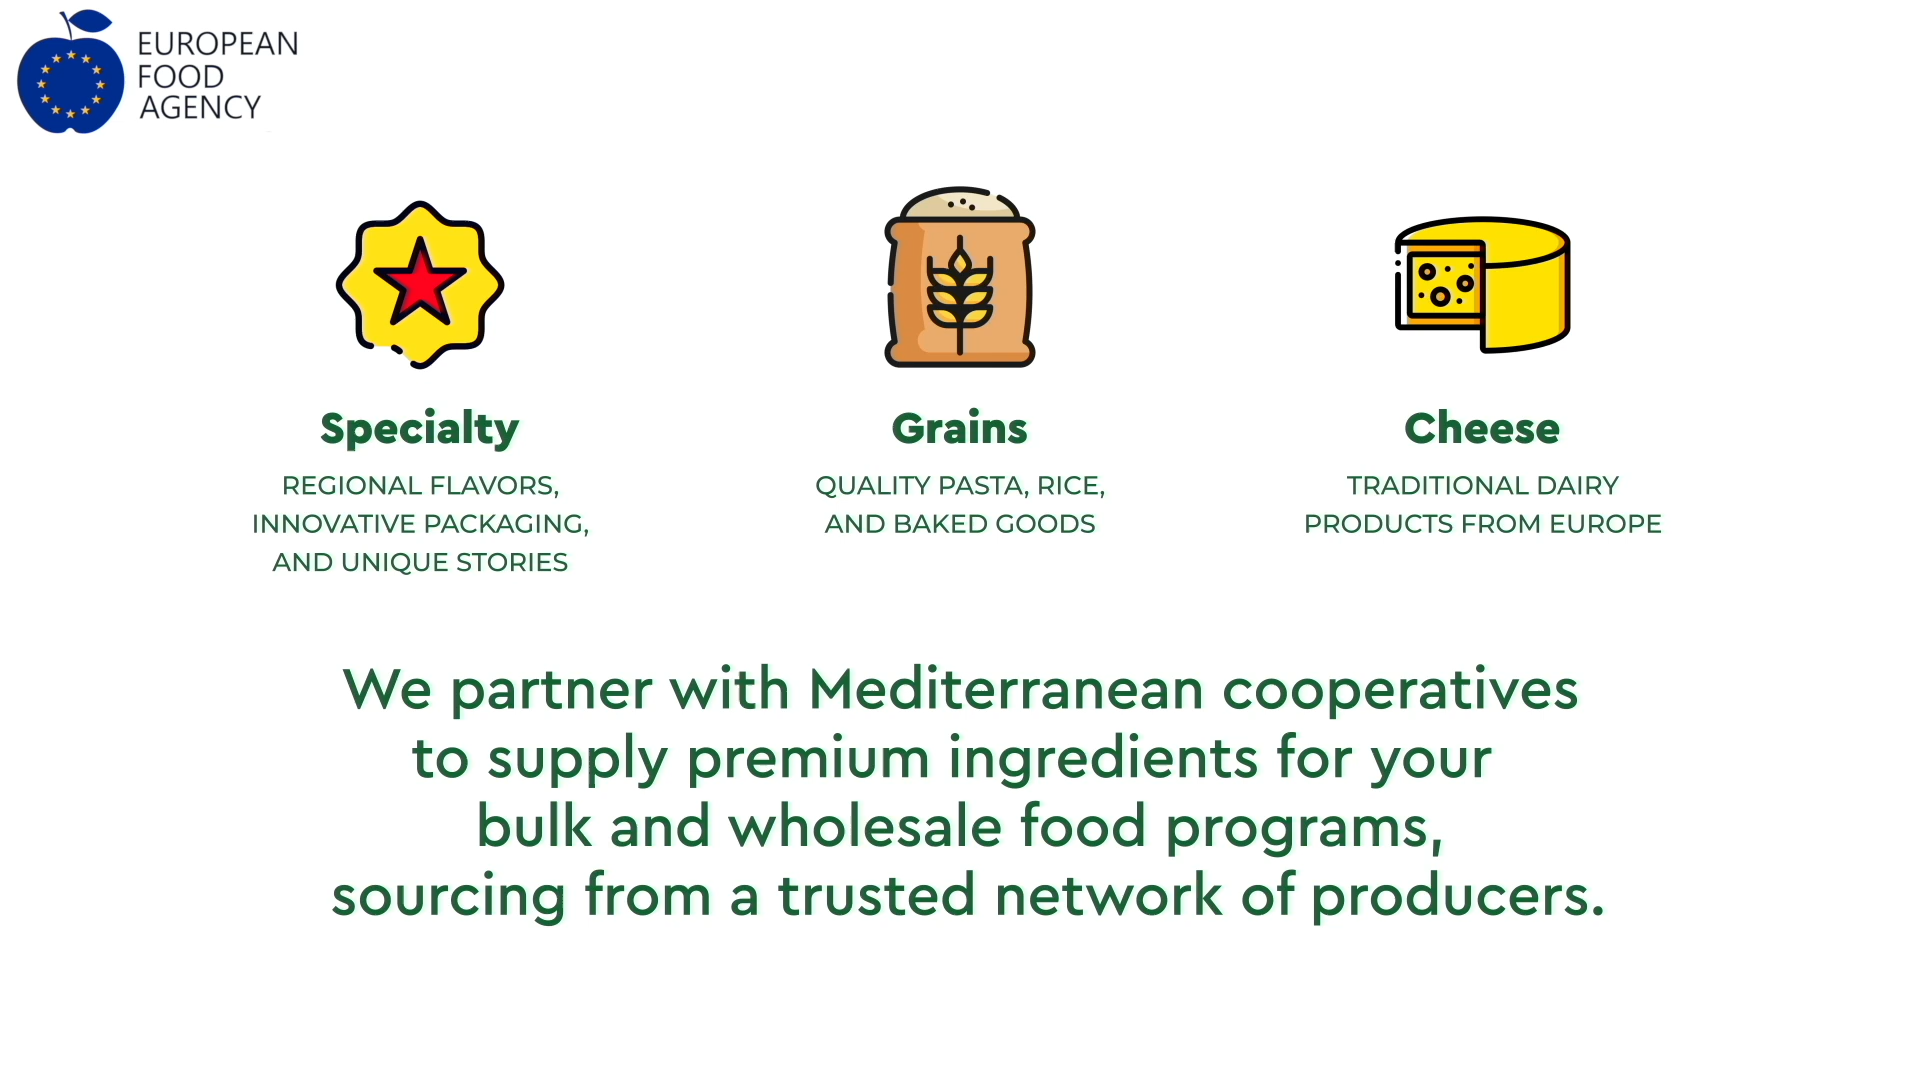 EUROPEAN
FOOD
AGENCY
Specialty
REGIONAL FLAVORS,
INNOVATIVE PACKAGING,
AND UNIQUE STORIES
Grains
QUALITY PASTA, RICE,
AND BAKED GOODS
Cheese
TRADITIONAL DAIRY
PRODUCTS FROM EUROPE
We partner with Mediterranean cooperatives
to supply premium ingredients for your
bulk and wholesale food programs,
sourcing from a trusted network of producers.